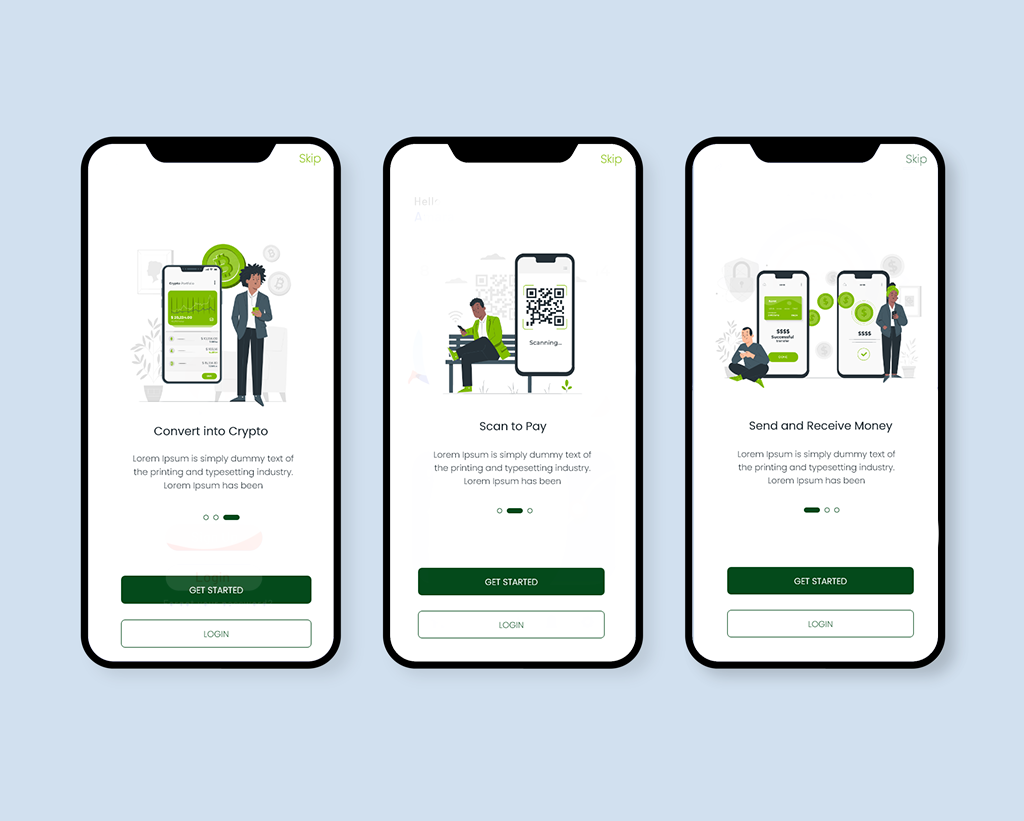 Skip
Crypto Portfolio
Convert into Crypto
Lorem Ipsum is simply dummy text of
the printing and typesetting industry.
Lorem Ipsum has been
Login
GET STARTED
LOGIN
Skip
Hell
A
Scanning...
Scan to Pay
Lorem Ipsum is simply dummy text of
the printing and typesetting industry.
Lorem Ipsum has been
GET STARTED
LOGIN
Skip
$$$$
Successful
$$$$
Send and Receive Money
Lorem Ipsum is simply dummy text of
the printing and typesetting industry.
Lorem Ipsum has been
GET STARTED
LOGIN